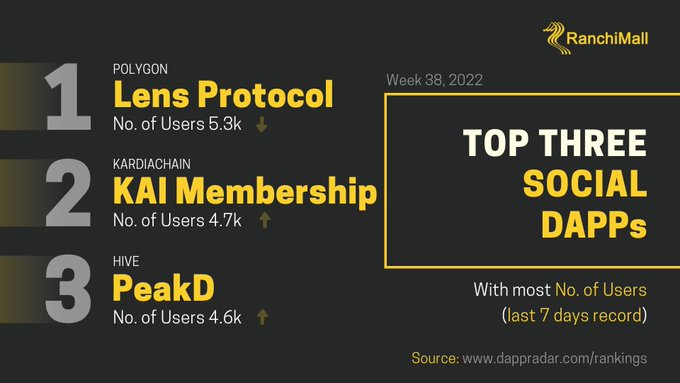 RanchiMall
Week 38, 2022
TOP THREE
SOCIAL
DAPPs
With most No. of Users
(last 7 days record)
1
POLYGON
Lens Protocol
No. of Users 5.3k
2
KARDIACHAIN
KAI Membership
No. of Users 4.7k
3
HIVE
PeakD
No. of Users 4.6k
Source: www.dappradar.com/rankings